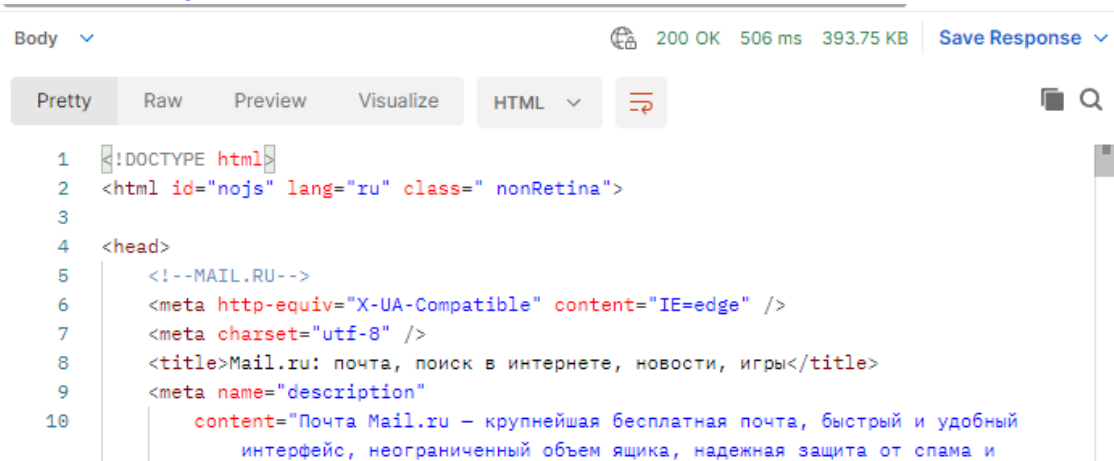 Body 200 OK 506 ms 393.75 KB Save Response
Pretty Raw Preview Visualize HTML
1 <!DOCTYPE html>
2 <html id="nojs" lang="ru" class=" nonRetina">
3
4 <head>
5 <!--MAIL.RU-->
6 <meta http-equiv="X-UA-Compatible" content="IE=edge" />
7 <meta charset="utf-8" />
8 <title>Mail.ru: почта, поиск в интернете, новости, игры</title>
9 <meta name="description"
10 content="Почта Mail.ru — крупнейшая бесплатная почта, быстрый и удобный
интерфейс, неограниченный объем ящика, надежная защита от спама и